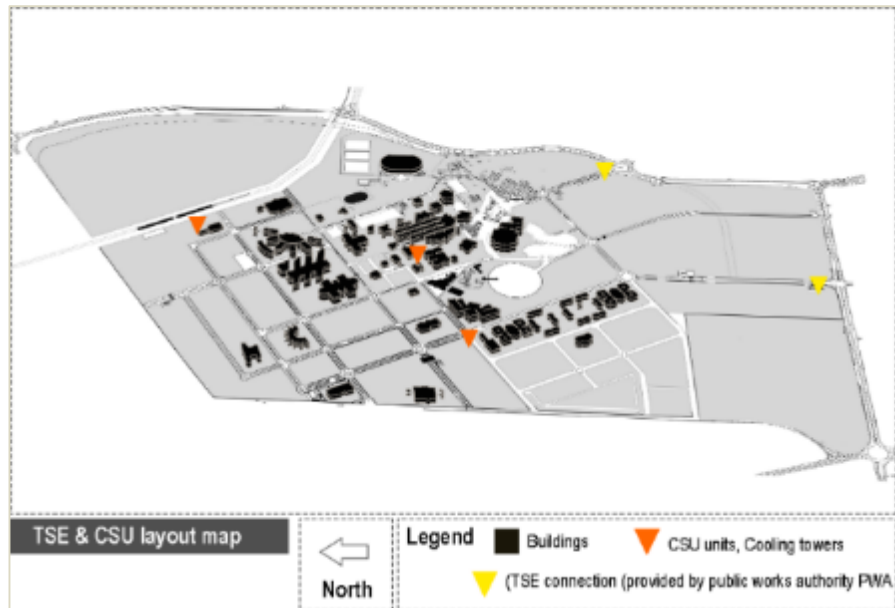 TSE & CSU layout map
North
Legend
Buildings
CSU units, Cooling towers
(TSE connection (provided by public works authority PWA